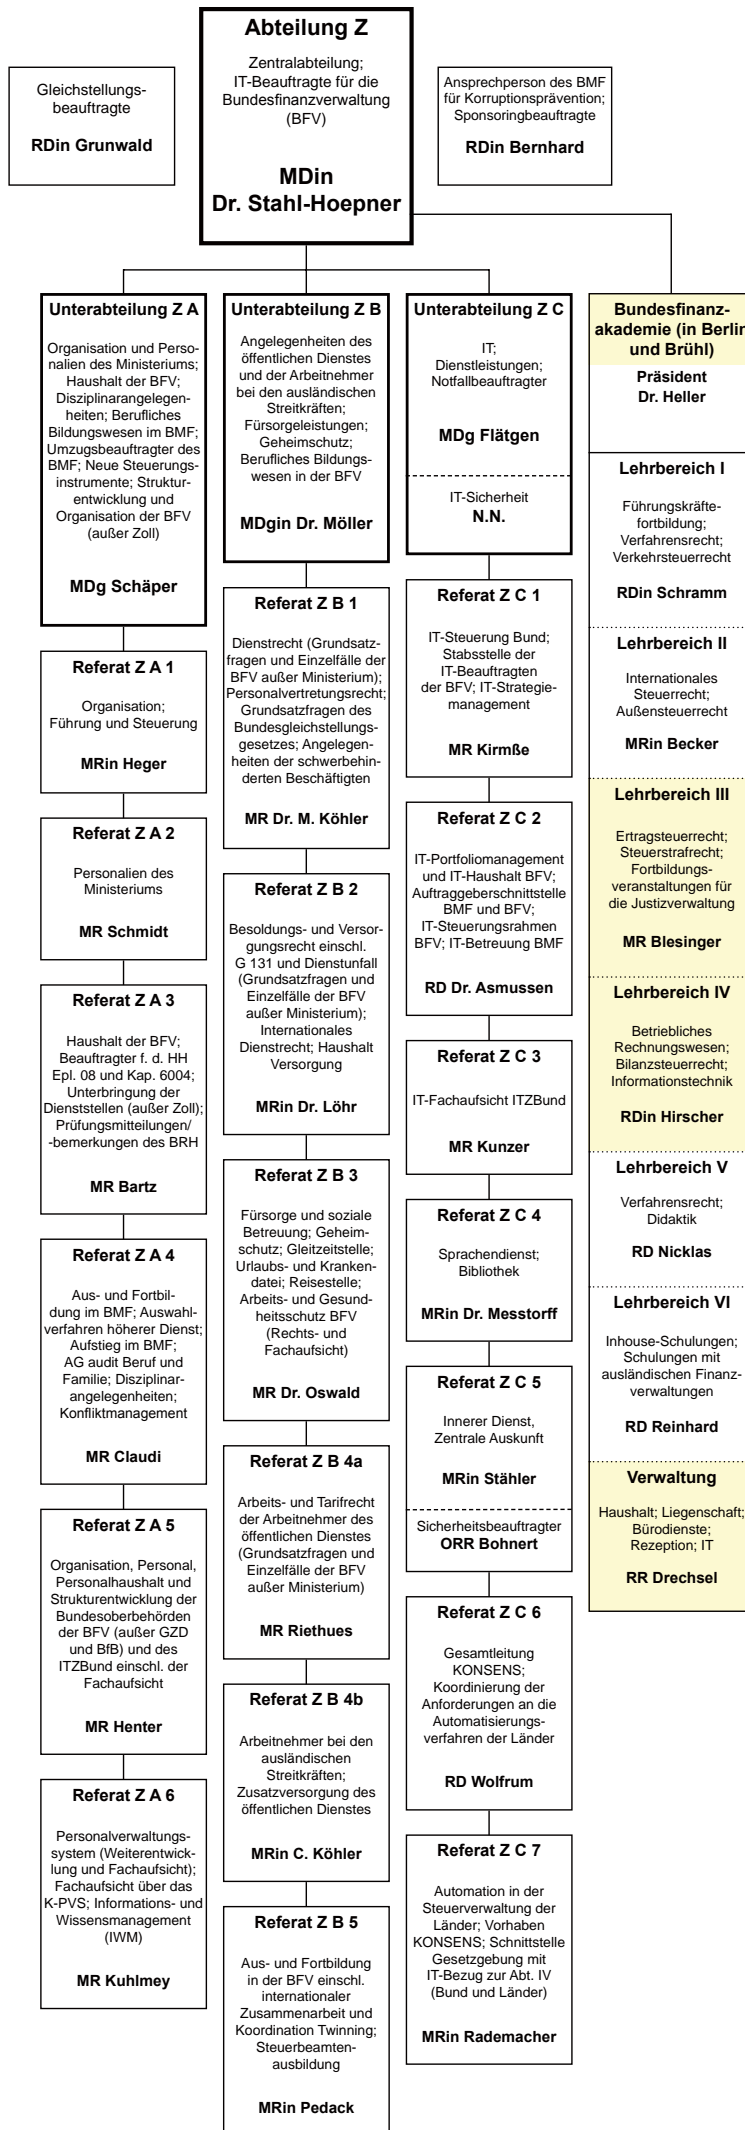 Abteilung Z
Zentralabteilung;
IT-Beauftragte für die
Bundesfinanzverwaltung
(BFV)
MDin
Dr. Stahl-Hoepner
Gleichstellungs-
beauftragte
RDin Grunwald
Ansprechperson des BMF
für Korruptionsprävention;
Sponsoringbeauftragte
RDin Bernhard
Unterabteilung Z A
Organisation und Perso-
nalien des Ministeriums;
Haushalt der BFV;
Disziplinarangelegen-
heiten; Berufliches
Bildungswesen im BMF;
Umzugsbeauftragter des
BMF; Neue Steuerungs-
instrumente; Struktur-
entwicklung und
Organisation der BFV
(außer Zoll)
MDg Schäper
Referat Z A 1
Organisation;
Führung und Steuerung
MRin Heger
Referat Z A 2
Personalien des
Ministeriums
MR Schmidt
Referat Z A 3
Haushalt der BFV;
Beauftragter f. d. HH
Epl. 08 und Kap. 6004;
Unterbringung der
Dienststellen (außer Zoll);
Prüfungsmitteilungen/
-bemerkungen des BRH
MR Bartz
Referat Z A 4
Aus- und Fortbil-
dung im BMF; Auswahl-
verfahren höherer Dienst;
Aufstieg im BMF;
AG audit Beruf und
Familie; Disziplinar-
angelegenheiten;
Konfliktmanagement
MR Claudi
Referat Z A 5
Organisation, Personal,
Personalhaushalt und
Strukturentwicklung der
Bundesoberbehörden
der BFV (außer GZD
und BfB) und des
ITZBund einschl. der
Fachaufsicht
MR Henter
Referat Z A 6
Personalverwaltungs-
system (Weiterentwick-
lung und Fachaufsicht);
Fachaufsicht über das
K-PVS; Informations- und
Wissensmanagement
(IWM)
MR Kuhlmey
Unterabteilung Z B
Angelegenheiten des
öffentlichen Dienstes
und der Arbeitnehmer
bei den ausländischen
Streitkräften;
Fürsorgeleistungen;
Geheimschutz;
Berufliches Bildungs-
wesen in der BFV
MDgin Dr. Möller
Referat Z B 1
Dienstrecht (Grundsatz-
fragen und Einzelfälle der
BFV außer Ministerium);
Personalvertretungsrecht;
Grundsatzfragen des
Bundesgleichstellungs-
gesetzes; Angelegen-
heiten der schwerbehin-
derten Beschäftigten
MR Dr. M. Köhler
Referat Z B 2
Besoldungs- und Versor-
gungsrecht einschl.
G 131 und Dienstunfall
(Grundsatzfragen und
Einzelfälle der BFV
außer Ministerium);
Internationales
Dienstrecht; Haushalt
Versorgung
MRin Dr. Löhr
Referat Z B 3
Fürsorge und soziale
Betreuung; Geheim-
schutz; Gleitzeitstelle;
Urlaubs- und Kranken-
datei; Reisestelle;
Arbeits- und Gesund-
heitsschutz BFV
(Rechts- und
Fachaufsicht)
MR Dr. Oswald
Referat Z B 4a
Arbeits- und Tarifrecht
der Arbeitnehmer des
öffentlichen Dienstes
(Grundsatzfragen und
Einzelfälle der BFV
außer Ministerium)
MR Riethues
Referat Z B 4b
Arbeitnehmer bei den
ausländischen
Streitkräften;
Zusatzversorgung des
öffentlichen Dienstes
MRin C. Köhler
Referat Z B 5
Aus- und Fortbildung
in der BFV einschl.
internationaler
Zusammenarbeit und
Koordination Twinning;
Steuerbeamten-
ausbildung
MRin Pedack
Unterabteilung Z C
IT;
Dienstleistungen;
Notfallbeauftragter
MDg Flätgen
IT-Sicherheit
N.N.
Referat Z C 1
IT-Steuerung Bund;
Stabsstelle der
IT-Beauftragten
der BFV; IT-Strategie-
management
MR Kirmße
Referat Z C 2
IT-Portfoliomanagement
und IT-Haushalt BFV;
Auftraggeberschnittstelle
BMF und BFV;
IT-Steuerungsrahmen
BFV; IT-Betreuung BMF
RD Dr. Asmussen
Referat Z C 3
IT-Fachaufsicht ITZBund
MR Kunzer
Referat Z C 4
Sprachendienst;
Bibliothek
MRin Dr. Messtorff
Referat Z C 5
Innerer Dienst,
Zentrale Auskunft
MRin Stähler
Sicherheitsbeauftragter
ORR Bohnert
Referat Z C 6
Gesamtleitung
KONSENS;
Koordinierung der
Anforderungen an die
Automatisierungs-
verfahren der Länder
RD Wolfrum
Referat Z C 7
Automation in der
Steuerverwaltung der
Länder; Vorhaben
KONSENS; Schnittstelle
Gesetzgebung mit
IT-Bezug zur Abt. IV
(Bund und Länder)
MRin Rademacher
Bundesfinanz-
akademie (in Berlin
und Brühl)
Präsident
Dr. Heller
Lehrbereich I
Führungskräfte-
fortbildung;
Verfahrensrecht;
Verkehrsteuerrecht
RDin Schramm
Lehrbereich II
Internationales
Steuerrecht;
Außensteuerrecht
MRin Becker
Lehrbereich III
Ertragsteuerrecht;
Steuerstrafrecht;
Fortbildungs-
veranstaltungen für
die Justizverwaltung
MR Blesinger
Lehrbereich IV
Betriebliches
Rechnungswesen;
Bilanzsteuerrecht;
Informationstechnik
RDin Hirscher
Lehrbereich V
Verfahrensrecht;
Didaktik
RD Nicklas
Lehrbereich VI
Inhouse-Schulungen;
Schulungen mit
ausländischen Finanz-
verwaltungen
RD Reinhard
Verwaltung
Haushalt; Liegenschaft;
Bürodienste;
Rezeption; IT
RR Drechsel